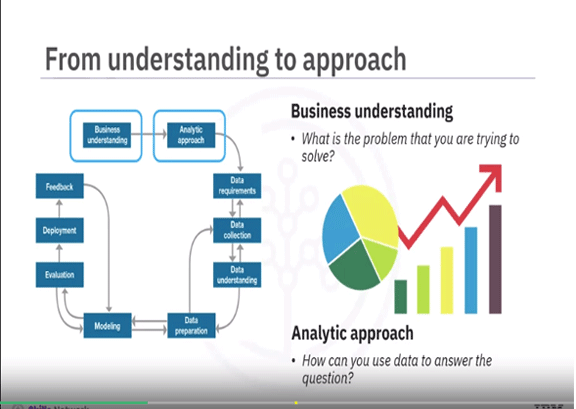 From understanding to approach
Business
understanding
Analytic
approach
Feedback
Data
requirements
Deployment
Data
collection
Evaluation
Data
understanding
Modeling
Data
preparation
Business understanding
• What is the problem that you are trying to
solve?
Analytic approach
• How can you use data to answer the
question?